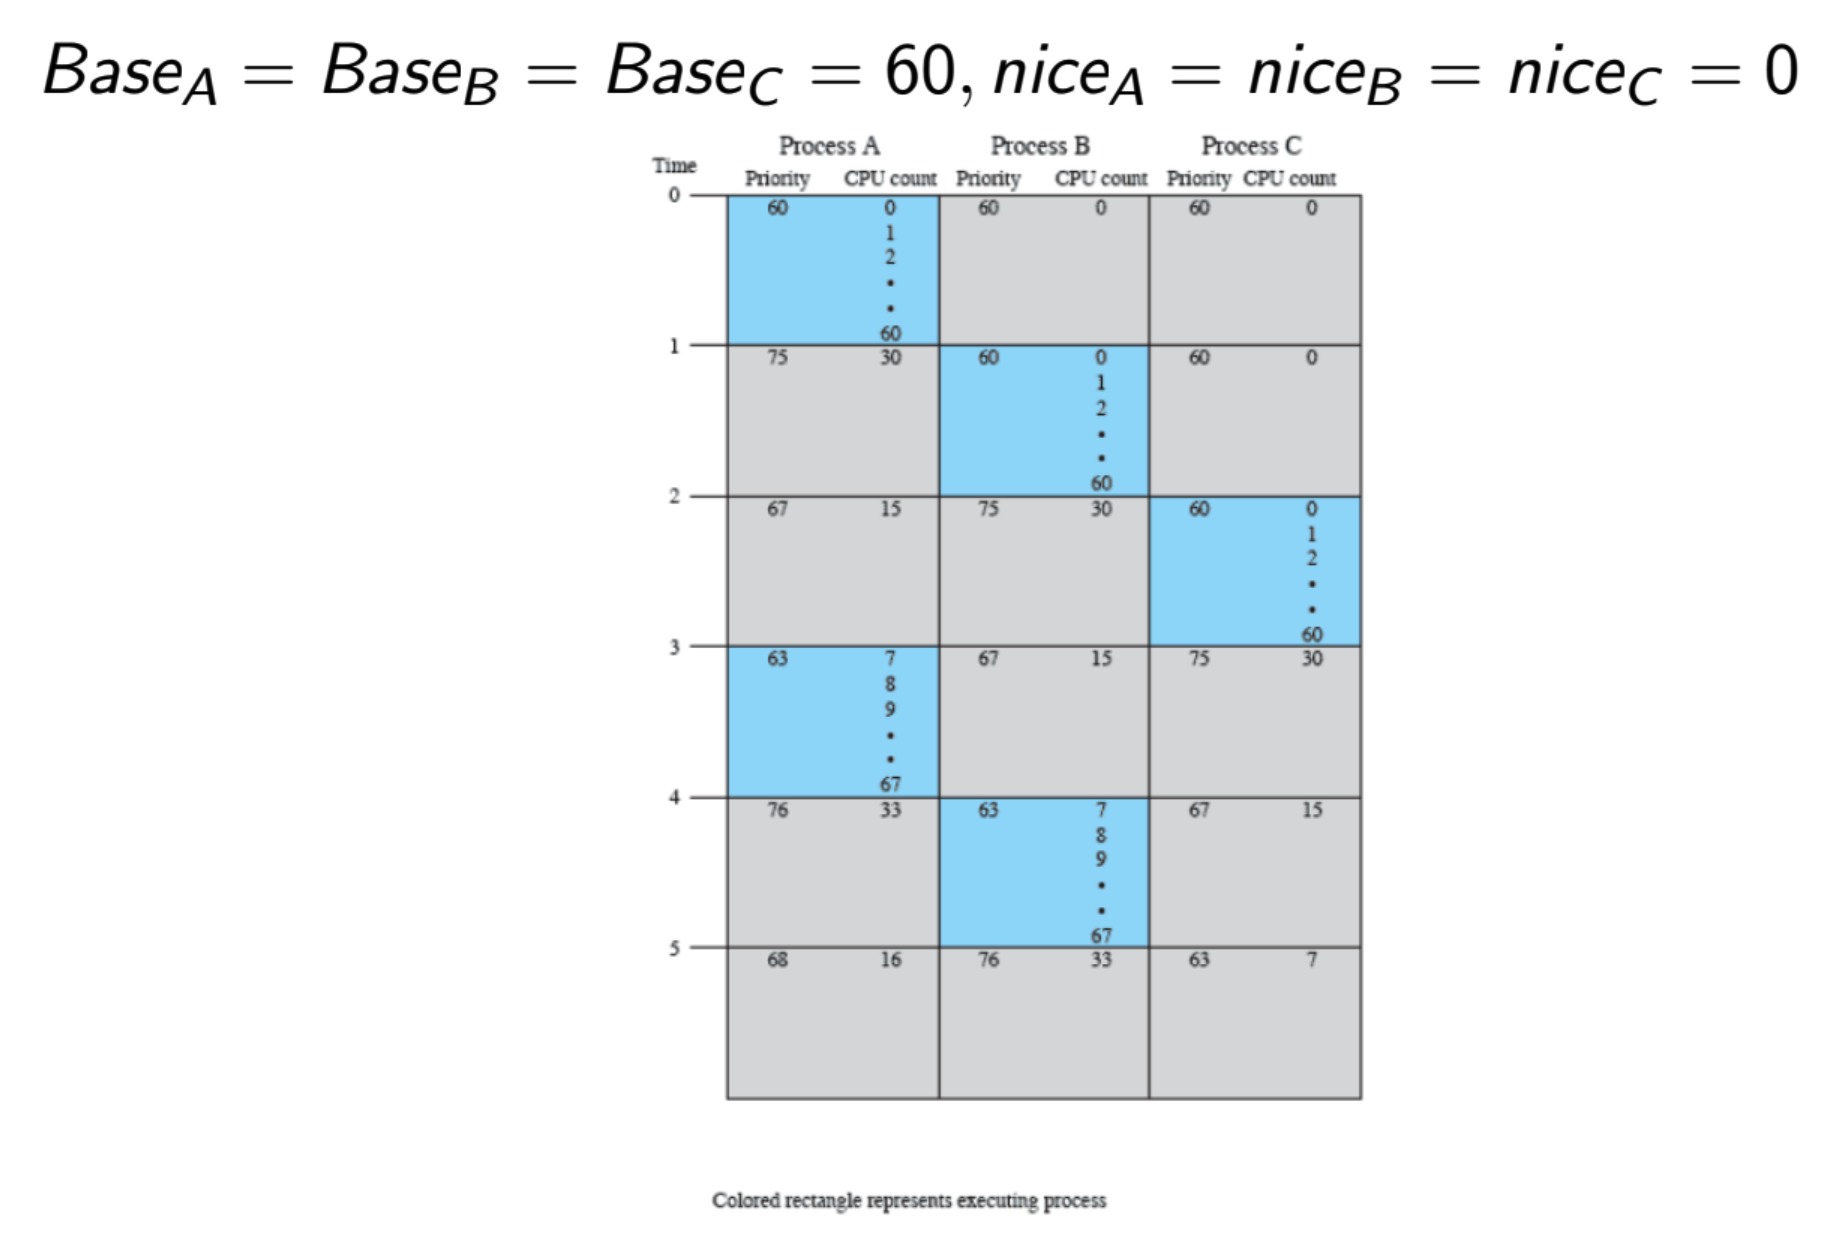 Base_A = Base_B = Base_C = 60, nice_A = nice_B = nice_C = 0
Process A Process B Process C
Time
Priority CPU count Priority CPU count Priority CPU count
0
60 0 60 0 60 0
1
2
•
•
60
1
75 30 60 0 60 0
1
2
•
•
60
2
67 15 75 30 60 0
1
2
•
•
60
3
63 7 67 15 75 30
8
9
•
•
67
4
76 33 63 7 67 15
8
9
•
•
67
5
68 16 76 33 63 7
Colored rectangle represents executing process